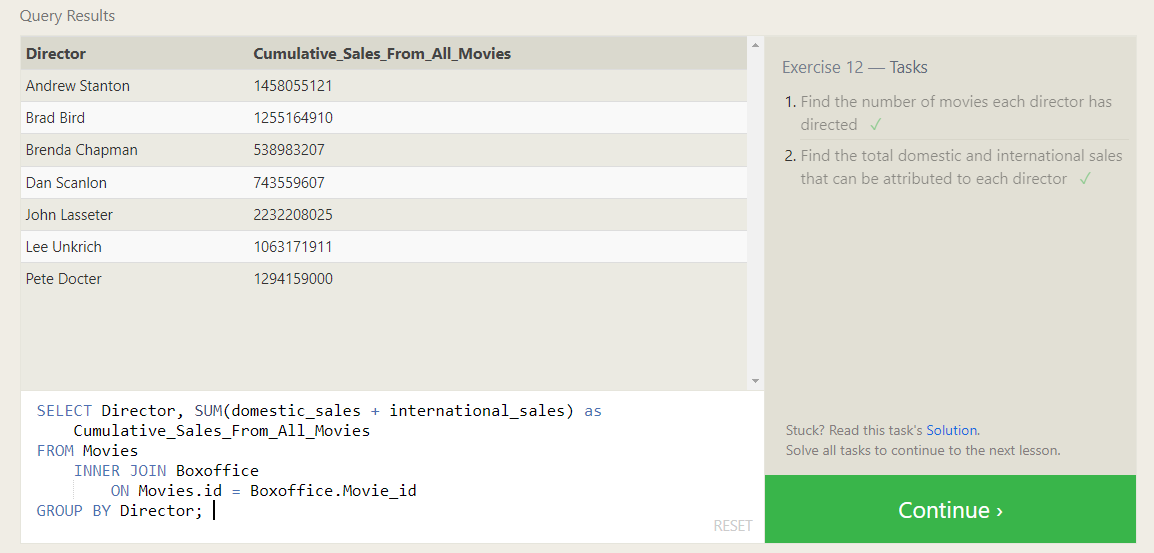 Query Results
Director Cumulative_Sales_From_All_Movies
Andrew Stanton 1458055121
Brad Bird 1255164910
Brenda Chapman 538983207
Dan Scanlon 743559607
John Lasseter 2232208025
Lee Unkrich 1063171911
Pete Docter 1294159000
SELECT Director, SUM(domestic_sales + international_sales) as
Cumulative_Sales_From_All_Movies
FROM Movies
INNER JOIN Boxoffice
ON Movies.id = Boxoffice.Movie_id
GROUP BY Director;
RESET
Exercise 12 — Tasks
1. Find the number of movies each director has
directed ✓
2. Find the total domestic and international sales
that can be attributed to each director ✓
Stuck? Read this task's Solution.
Solve all tasks to continue to the next lesson.
Continue ›